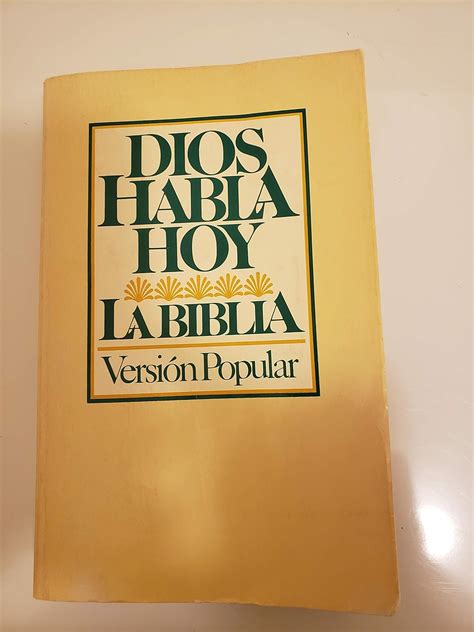 DIOS
HABLA
HOY
LA BIBLIA
Versión Popular